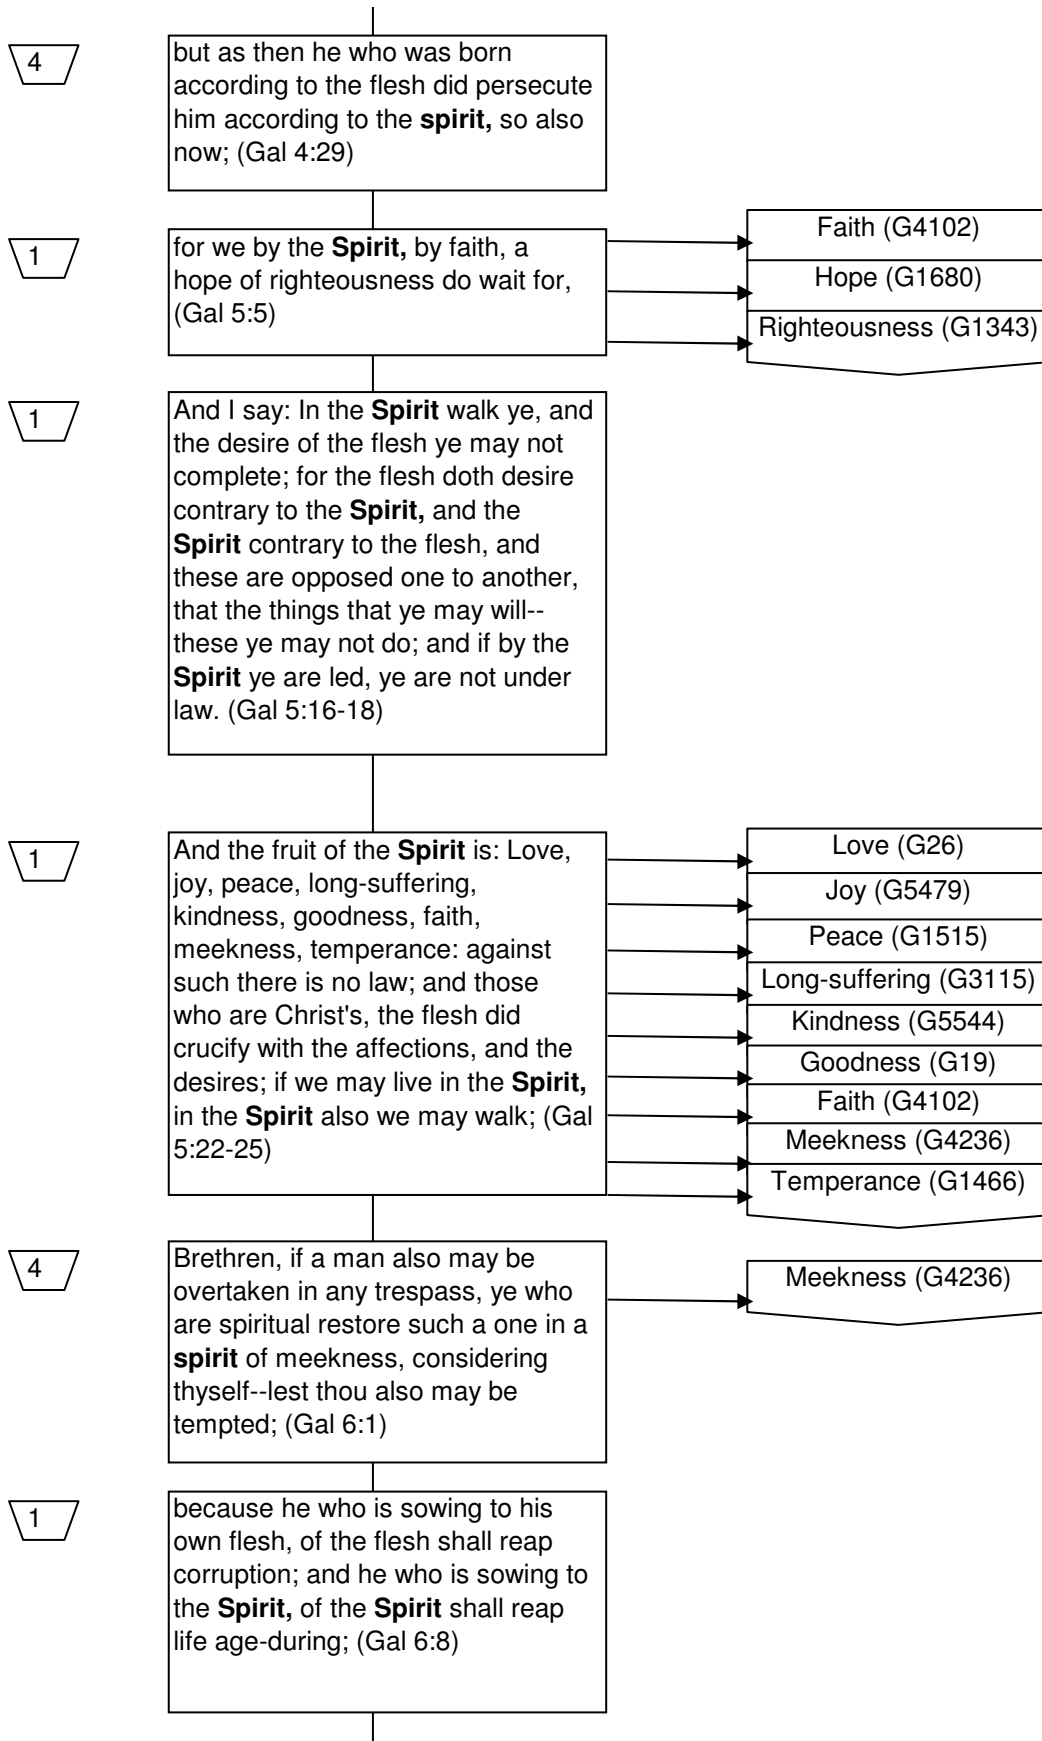 4
but as then he who was born
according to the flesh did persecute
him according to the spirit, so also
now; (Gal 4:29)
1
for we by the Spirit, by faith, a
hope of righteousness do wait for,
(Gal 5:5)
Faith (G4102)
Hope (G1680)
Righteousness (G1343)
1
And I say: In the Spirit walk ye, and
the desire of the flesh ye may not
complete; for the flesh doth desire
contrary to the Spirit, and the
Spirit contrary to the flesh, and
these are opposed one to another,
that the things that ye may will--
these ye may not do; and if by the
Spirit ye are led, ye are not under
law. (Gal 5:16-18)
1
And the fruit of the Spirit is: Love,
joy, peace, long-suffering,
kindness, goodness, faith,
meekness, temperance: against
such there is no law; and those
who are Christ's, the flesh did
crucify with the affections, and the
desires; if we may live in the Spirit,
in the Spirit also we may walk; (Gal
5:22-25)
Love (G26)
Joy (G5479)
Peace (G1515)
Long-suffering (G3115)
Kindness (G5544)
Goodness (G19)
Faith (G4102)
Meekness (G4236)
Temperance (G1466)
4
Brethren, if a man also may be
overtaken in any trespass, ye who
are spiritual restore such a one in a
spirit of meekness, considering
thyself--lest thou also may be
tempted; (Gal 6:1)
Meekness (G4236)
1
because he who is sowing to his
own flesh, of the flesh shall reap
corruption; and he who is sowing to
the Spirit, of the Spirit shall reap
life age-during; (Gal 6:8)